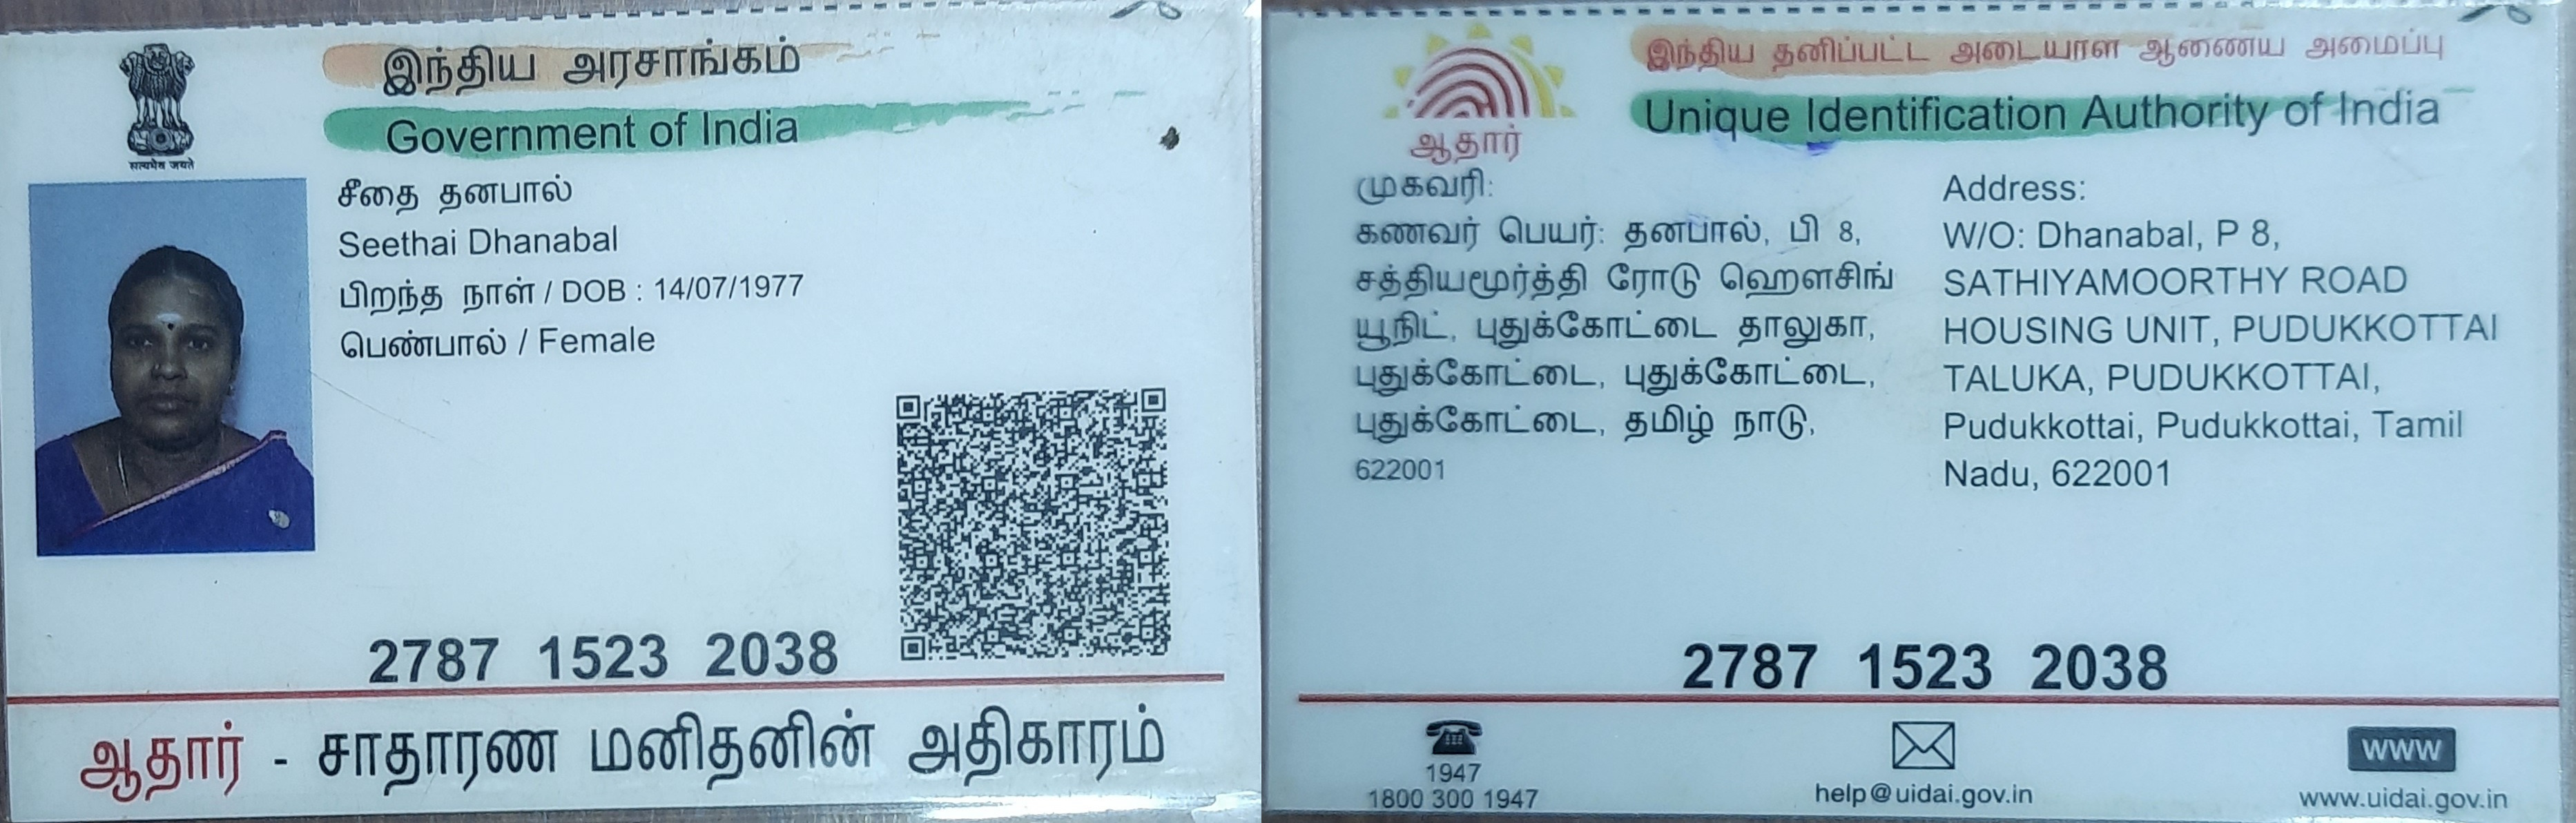 இந்திய அரசாங்கம்
Government of India
सत्यमेव जयते
சீதை தனபால்
Seethai Dhanabal
பிறந்த நாள் / DOB : 14/07/1977
பெண்பால் / Female
2787 1523 2038
ஆதார் - சாதாரண மனிதனின் அதிகாரம்
இந்திய தனிப்பட்ட அடையாள ஆணைய அமைப்பு
Unique Identification Authority of India
ஆதார்
முகவரி:
கணவர் பெயர்: தனபால், பி 8,
சத்தியமூர்த்தி ரோடு ஹௌசிங்
யூநிட், புதுக்கோட்டை தாலுகா,
புதுக்கோட்டை, புதுக்கோட்டை,
புதுக்கோட்டை, தமிழ் நாடு,
622001
Address:
W/O: Dhanabal, P 8,
SATHIYAMOORTHY ROAD
HOUSING UNIT, PUDUKKOTTAI
TALUKA, PUDUKKOTTAI,
Pudukkottai, Pudukkottai, Tamil
Nadu, 622001
2787 1523 2038
1947
1800 300 1947
help@uidai.gov.in
www
www.uidai.gov.in